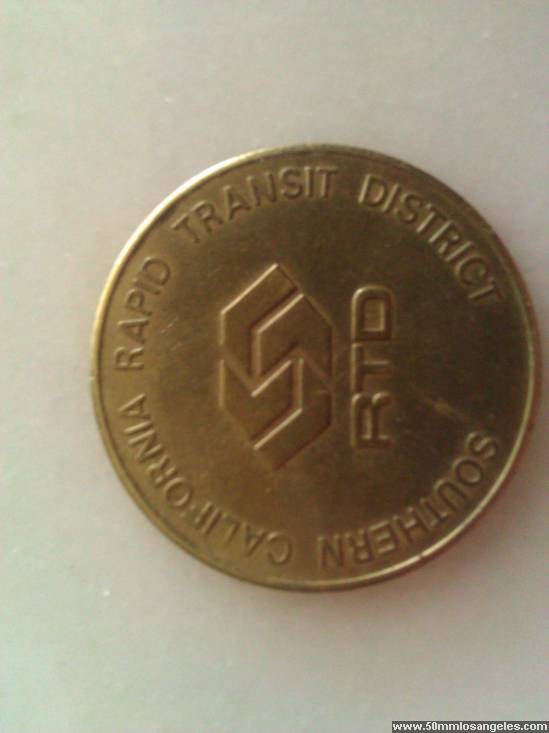 SOUTHERN CALIFORNIA RAPID TRANSIT DISTRICT
RTD
www.50mmlosangeles.com